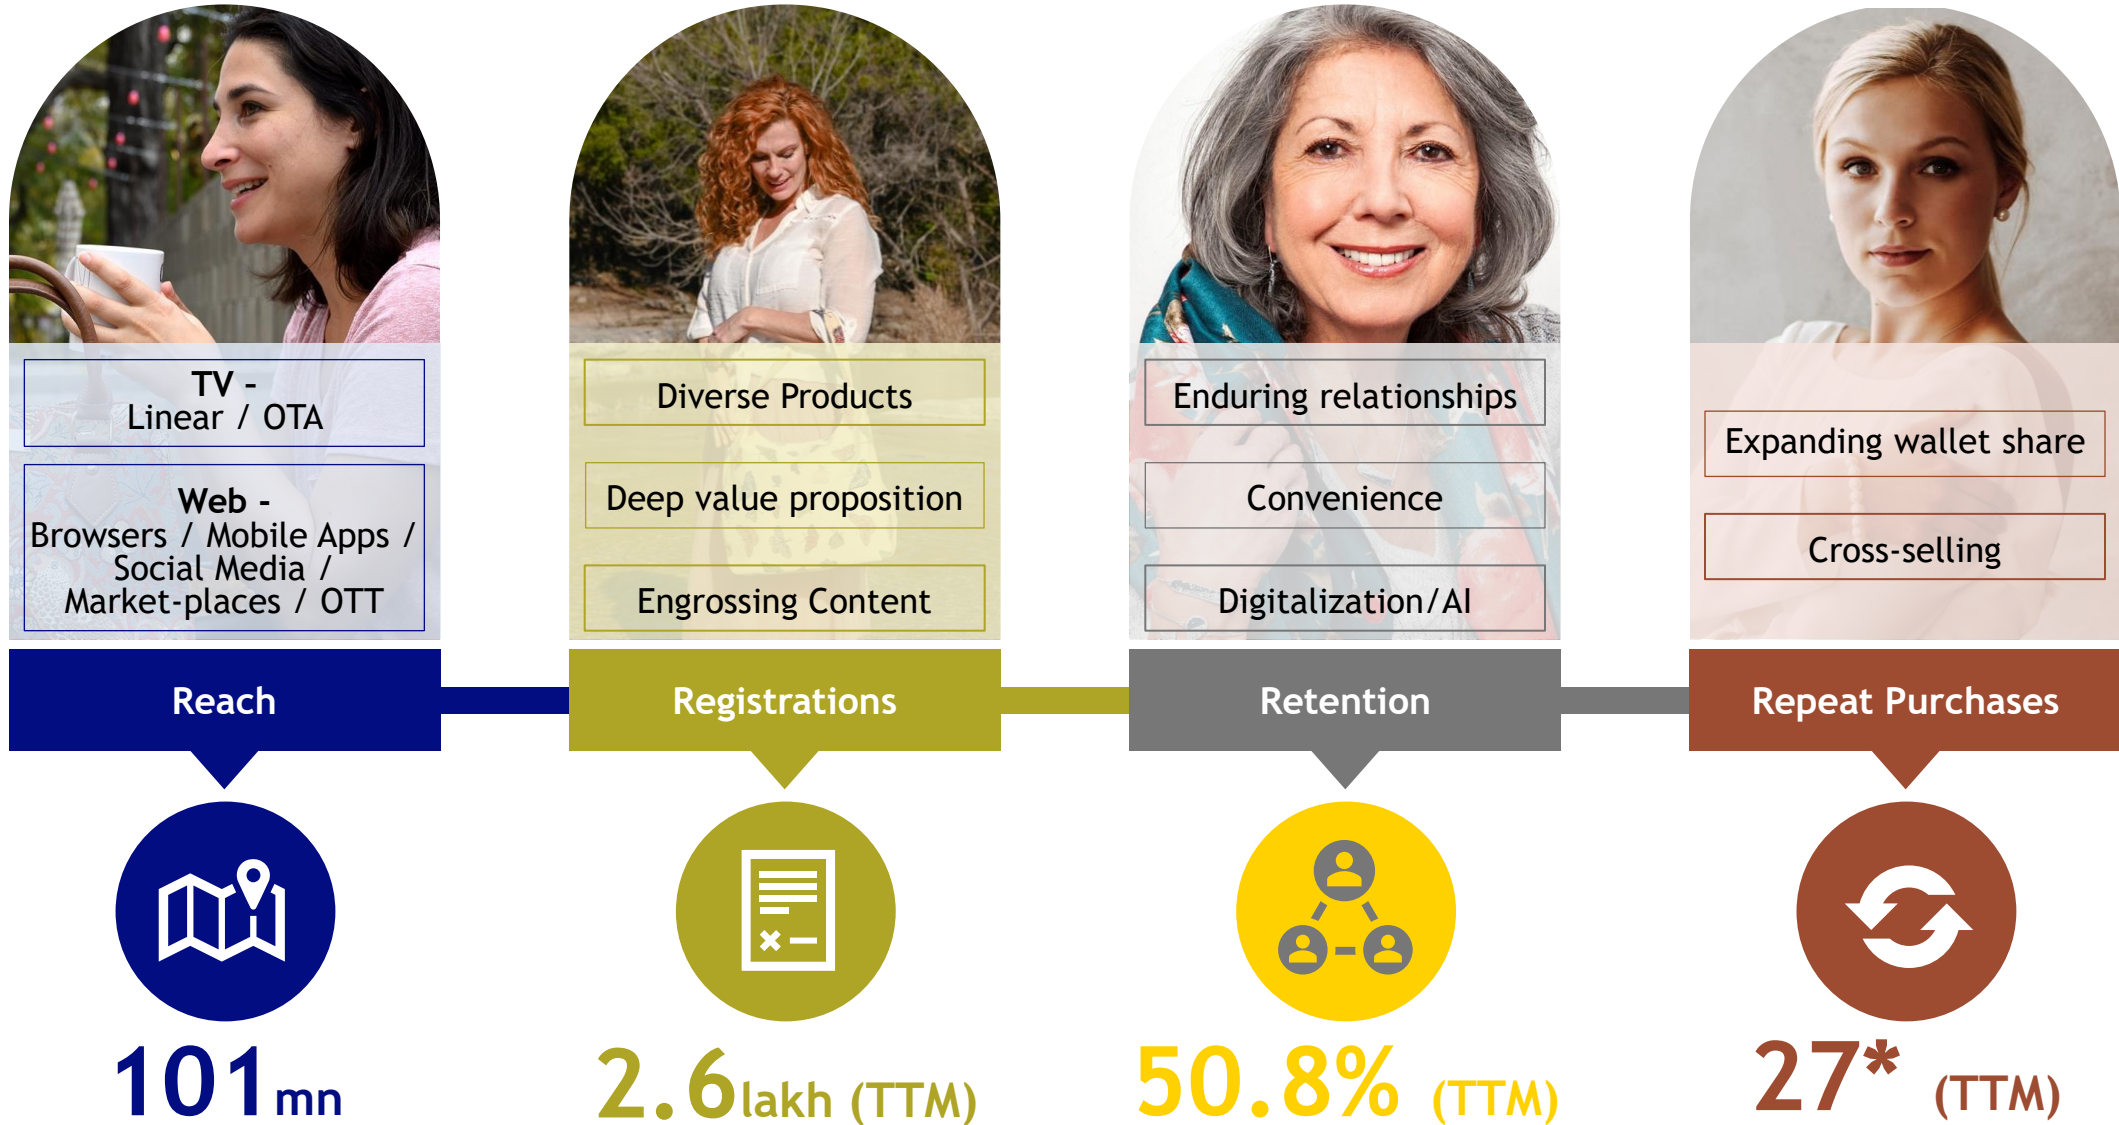 TV –
Linear / OTA
Web -
Browsers / Mobile Apps /
Social Media /
Market-places / OTT
Reach
101mn
Diverse Products
Deep value proposition
Engrossing Content
Registrations
2.6lakh (TTM)
Enduring relationships
Convenience
Digitalization/AI
Retention
50.8% (TTM)
Expanding wallet share
Cross-selling
Repeat Purchases
27* (TTM)